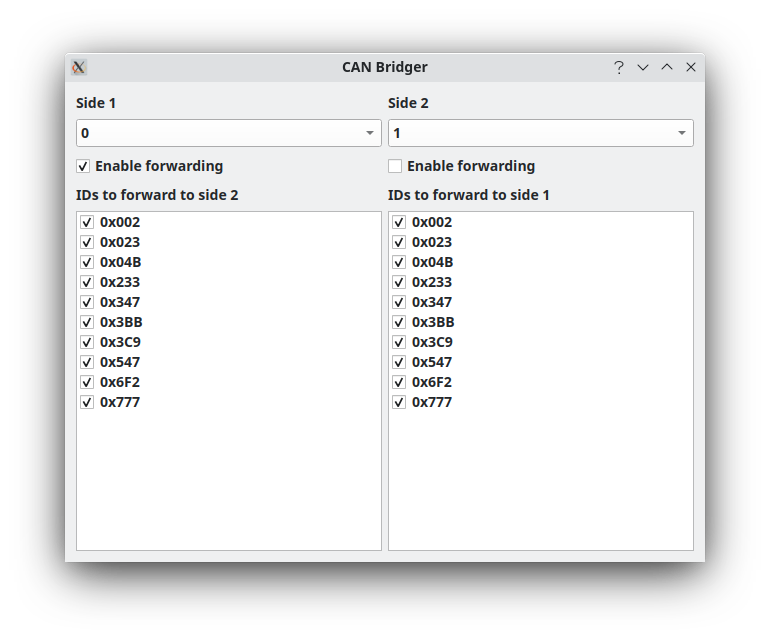 CAN Bridger
Side 1
Side 2
0
1
Enable forwarding
Enable forwarding
IDs to forward to side 2
IDs to forward to side 1
0x002
0x023
0x04B
0x233
0x347
0x3BB
0x3C9
0x547
0x6F2
0x777
0x002
0x023
0x04B
0x233
0x347
0x3BB
0x3C9
0x547
0x6F2
0x777